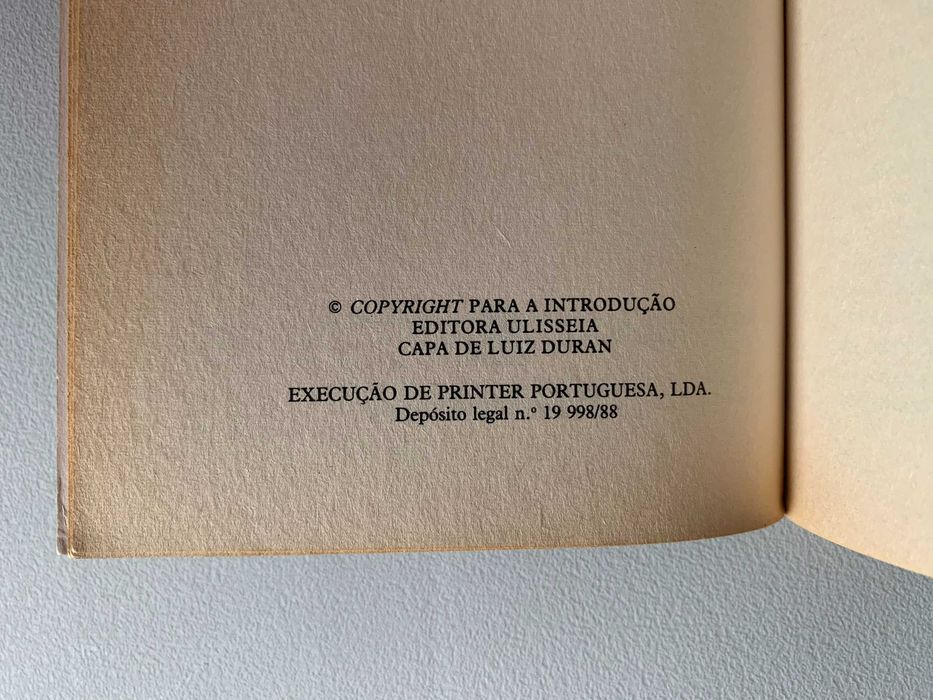 © COPYRIGHT PARA A INTRODUÇÃO
EDITORA ULISSEIA
CAPA DE LUIZ DURAN
EXECUÇÃO DE PRINTER PORTUGUESA, LDA.
Depósito legal n.º 19 998/88